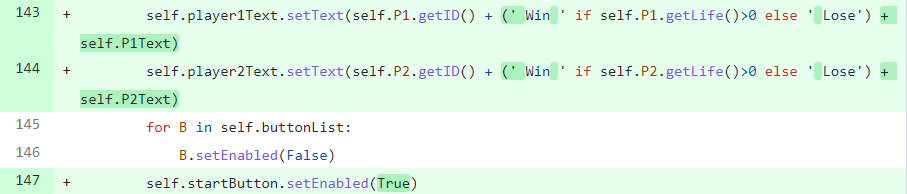 143 + self.player1Text.setText(self.P1.getID() + (' Win ' if self.P1.getLife()>0 else ' Lose') +
self.P1Text)
144 + self.player2Text.setText(self.P2.getID() + (' Win ' if self.P2.getLife()>0 else ' Lose') +
self.P2Text)
145 for B in self.buttonList:
146 B.setEnabled(False)
147 + self.startButton.setEnabled(True)